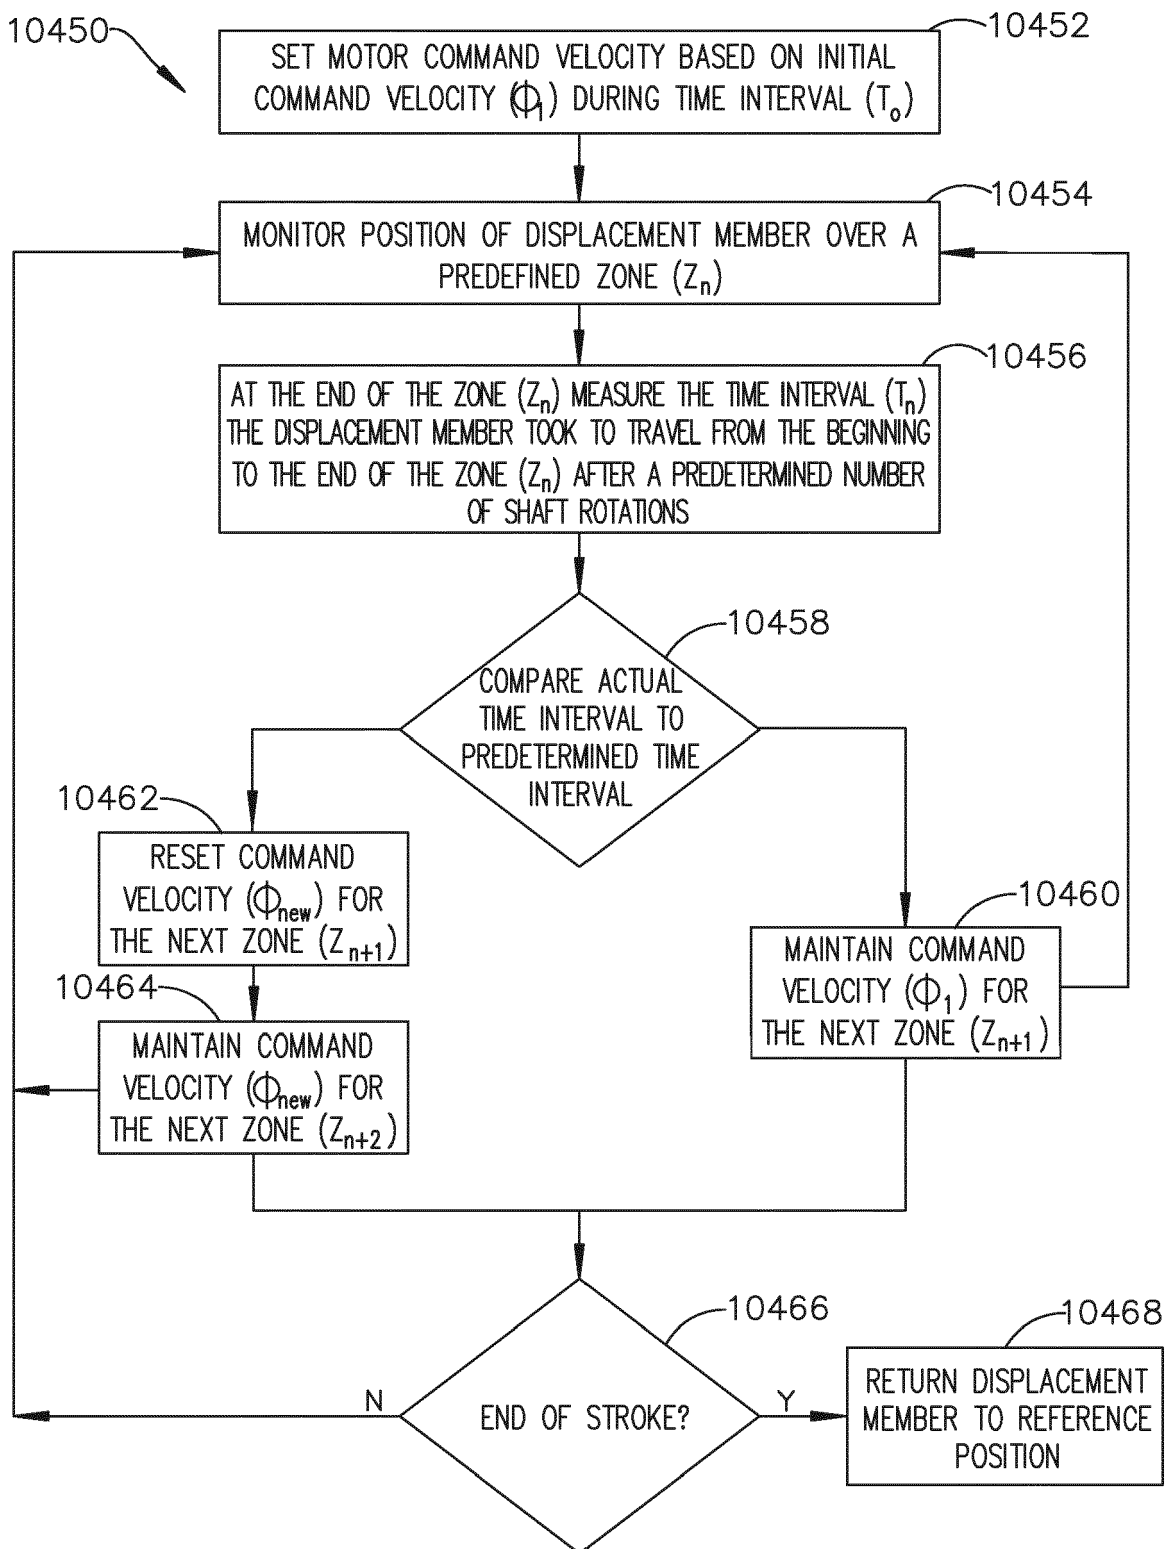 10450
10452
SET MOTOR COMMAND VELOCITY BASED ON INITIAL
COMMAND VELOCITY (Φ₁) DURING TIME INTERVAL (Tₒ)
10454
MONITOR POSITION OF DISPLACEMENT MEMBER OVER A
PREDEFINED ZONE (Zₙ)
10456
AT THE END OF THE ZONE (Zₙ) MEASURE THE TIME INTERVAL (Tₙ)
THE DISPLACEMENT MEMBER TOOK TO TRAVEL FROM THE BEGINNING
TO THE END OF THE ZONE (Zₙ) AFTER A PREDETERMINED NUMBER
OF SHAFT ROTATIONS
10458
COMPARE ACTUAL
TIME INTERVAL TO
PREDETERMINED TIME
INTERVAL
10462
RESET COMMAND
VELOCITY (Φnew) FOR
THE NEXT ZONE (Zn+1)
10460
MAINTAIN COMMAND
VELOCITY (Φ₁) FOR
THE NEXT ZONE (Zn+1)
10464
MAINTAIN COMMAND
VELOCITY (Φnew) FOR
THE NEXT ZONE (Zn+2)
10466
END OF STROKE?
N
Y
10468
RETURN DISPLACEMENT
MEMBER TO REFERENCE
POSITION